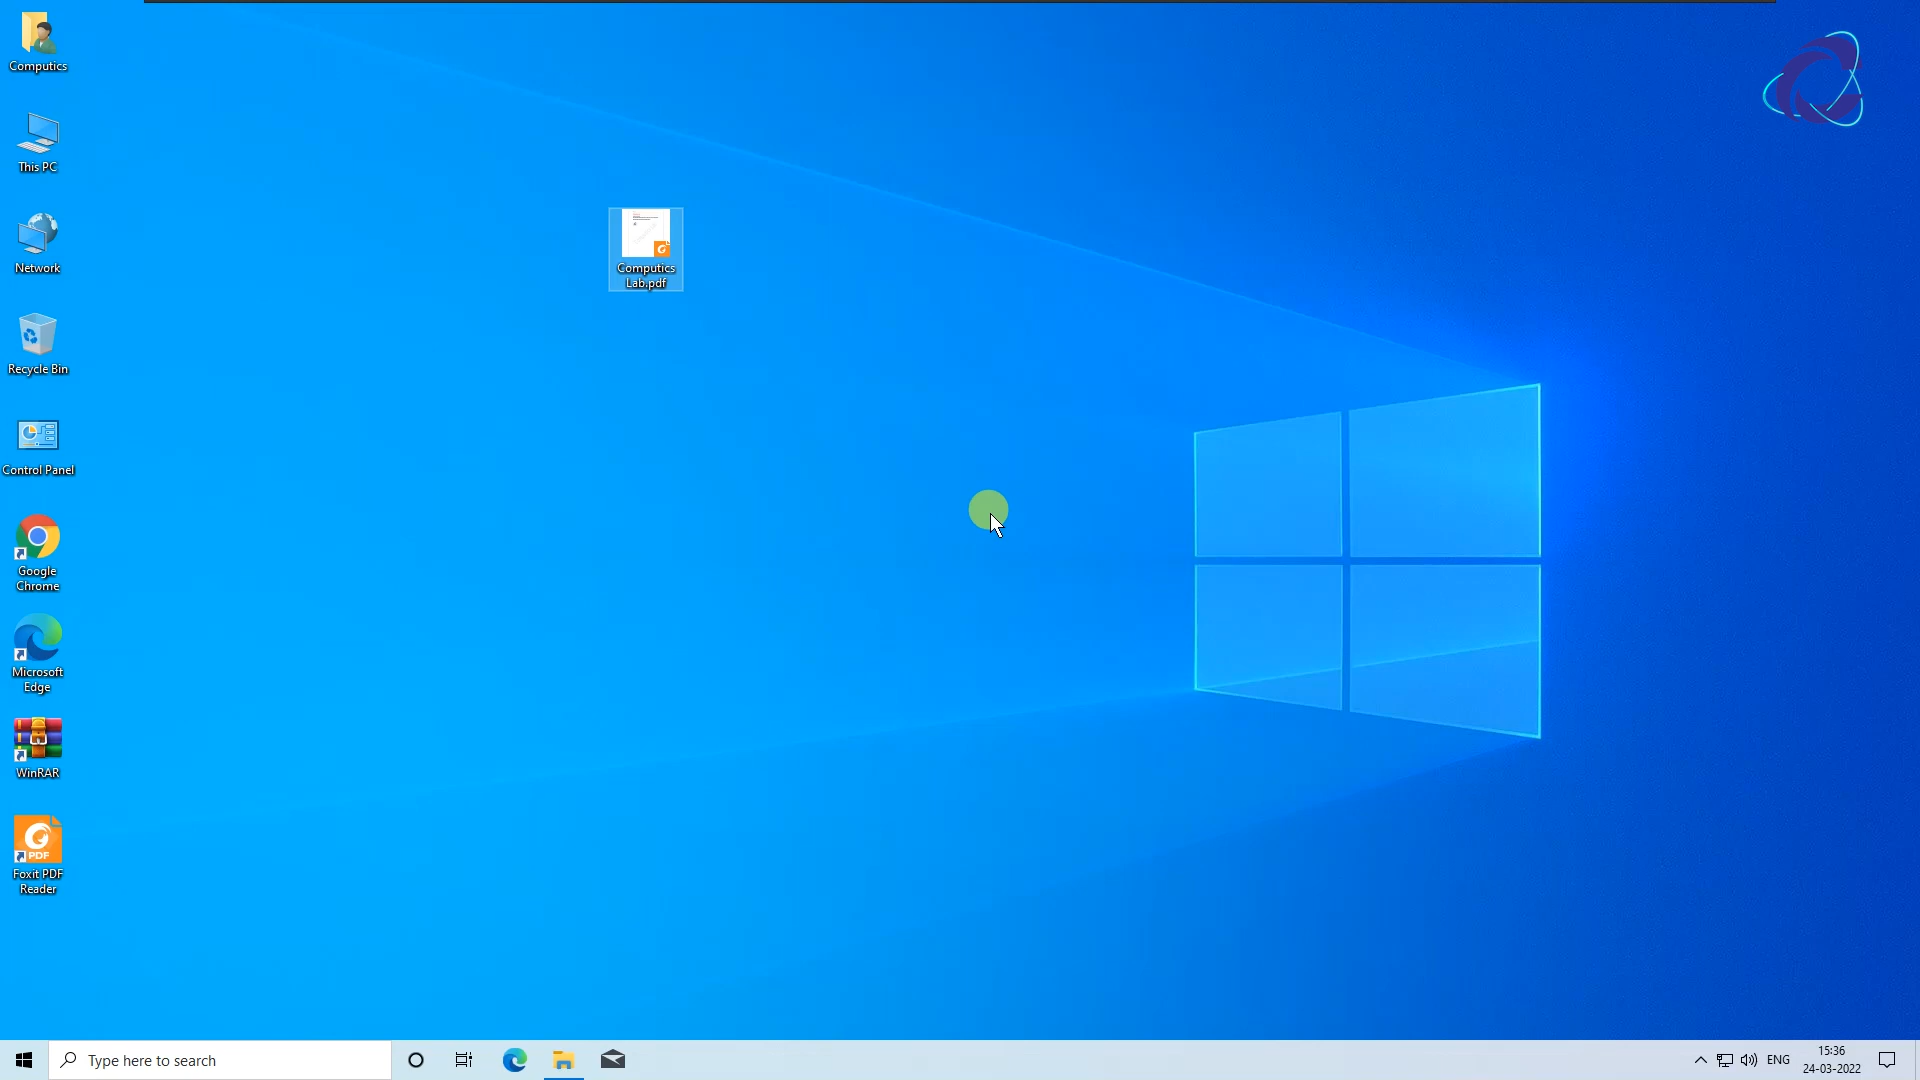 Computics
This PC
Network
Recycle Bin
Control Panel
Google
Chrome
Microsoft
Edge
WinRAR
PDF
Foxit PDF
Reader
Computics
Lab.pdf
Type here to search
ENG
15:36
24-03-2022